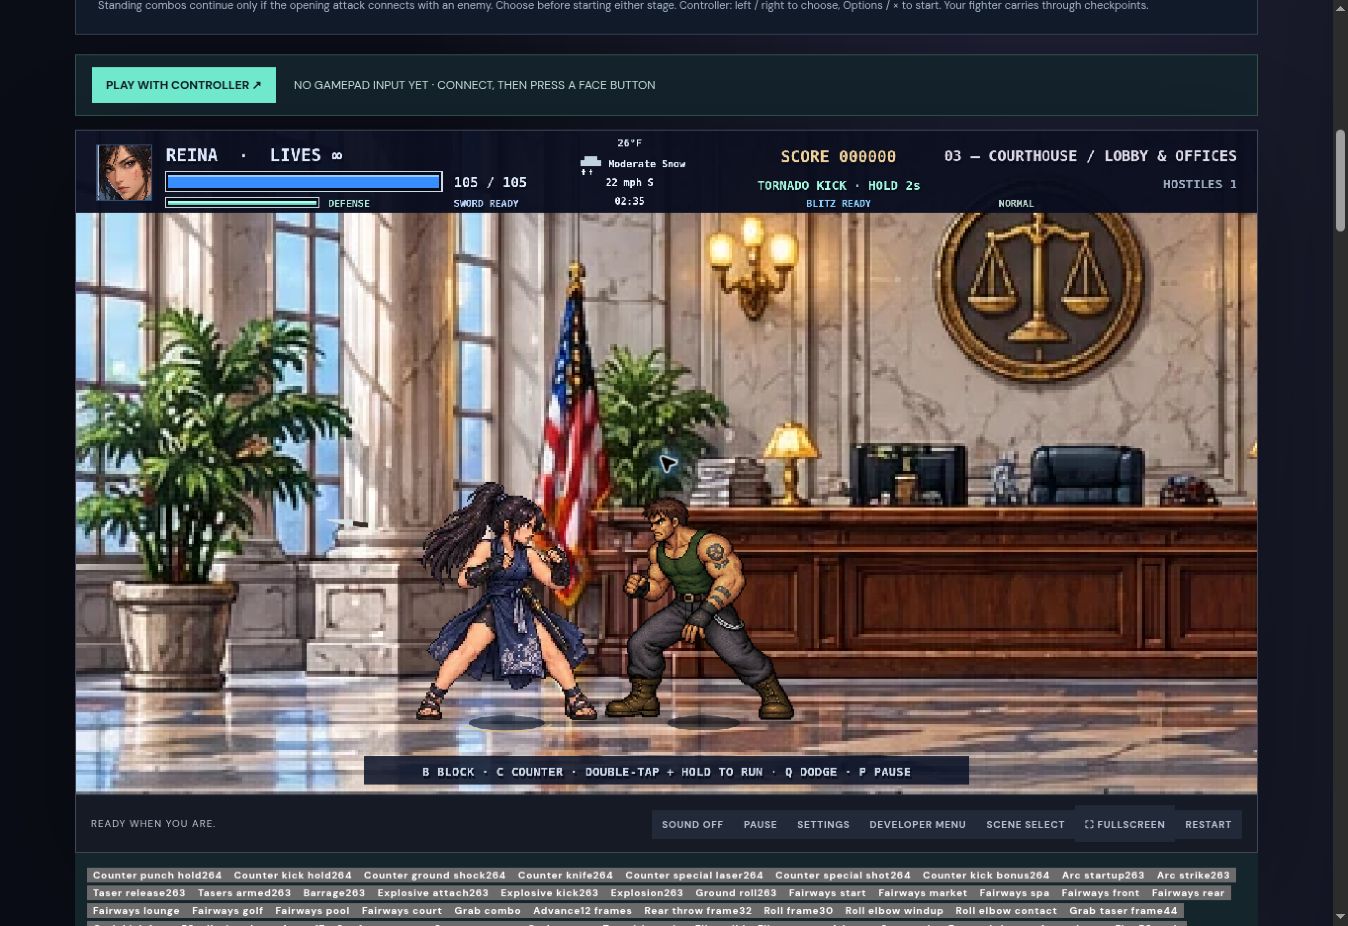 Standing combos continue only if the opening attack connects with an enemy. Choose before starting either stage. Controller: left / right to choose, Options / × to start. Your fighter carries through checkpoints.
PLAY WITH CONTROLLER ↗
NO GAMEPAD INPUT YET · CONNECT, THEN PRESS A FACE BUTTON
REINA · LIVES ∞
105 / 105
DEFENSE
SWORD READY
26°F
Moderate Snow
22 mph S
02:35
SCORE 000000
TORNADO KICK · HOLD 2s
BLITZ READY
03 — COURTHOUSE / LOBBY & OFFICES
HOSTILES 1
NORMAL
B BLOCK · C COUNTER · DOUBLE-TAP + HOLD TO RUN · Q DODGE · P PAUSE
READY WHEN YOU ARE.
SOUND OFF PAUSE SETTINGS DEVELOPER MENU SCENE SELECT ⛶ FULLSCREEN RESTART
Counter punch hold264 Counter kick hold264 Counter ground shock264 Counter knife264 Counter special laser264 Counter special shot264 Counter kick bonus264 Arc startup263 Arc strike263
Taser release263 Tasers armed263 Barrage263 Explosive attach263 Explosive kick263 Explosion263 Ground roll263 Fairways start Fairways market Fairways spa Fairways front Fairways rear
Fairways lounge Fairways golf Fairways pool Fairways court Grab combo Advance12 frames Rear throw frame32 Roll frame30 Roll elbow windup Roll elbow contact Grab taser frame44